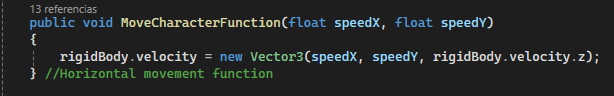 13 referencias
public void MoveCharacterFunction(float speedX, float speedY)
{
rigidBody.velocity = new Vector3(speedX, speedY, rigidBody.velocity.z);
} //Horizontal movement function